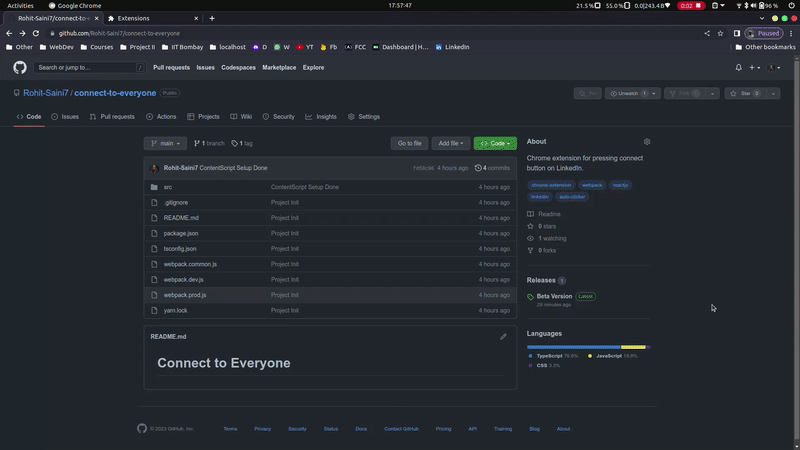 Activities Google Chrome 17:57:47 21.5% 55.0% 0.0|243.4 B 0:02 96 %
Rohit-Saini7/connect-to-e
Extensions
github.com/Rohit-Saini7/connect-to-everyone Paused
Other WebDev Courses Project II IIT Bombay localhost D W YT Fb FCC Dashboard | H... LinkedIn Other bookmarks
Search or jump to... / Pull requests Issues Codespaces Marketplace Explore
Rohit-Saini7 / connect-to-everyone Public Pin Unwatch 1 Fork 0 Star 0
Code Issues Pull requests Actions Projects Wiki Security Insights Settings
main 1 branch 1 tag Go to file Add file Code
Rohit-Saini7 ContentScript Setup Done 4 hours ago 4 commits
src ContentScript Setup Done 4 hours ago
.gitignore Project Init 4 hours ago
README.md Project Init 4 hours ago
package.json Project Init 4 hours ago
tsconfig.json Project Init 4 hours ago
webpack.common.js Project Init 4 hours ago
webpack.dev.js Project Init 4 hours ago
webpack.prod.js Project Init 4 hours ago
yarn.lock Project Init 4 hours ago
README.md
Connect to Everyone
About
Chrome extension for pressing connect
button on LinkedIn.
chrome-extension webpack reactjs
linkedin auto-clicker
Readme
0 stars
1 watching
0 forks
Releases 1
Beta Version Latest
29 minutes ago
Languages
TypeScript 76.8% JavaScript 19.9%
CSS 3.3%
© 2023 GitHub, Inc. Terms Privacy Security Status Docs Contact GitHub Pricing API Training Blog About